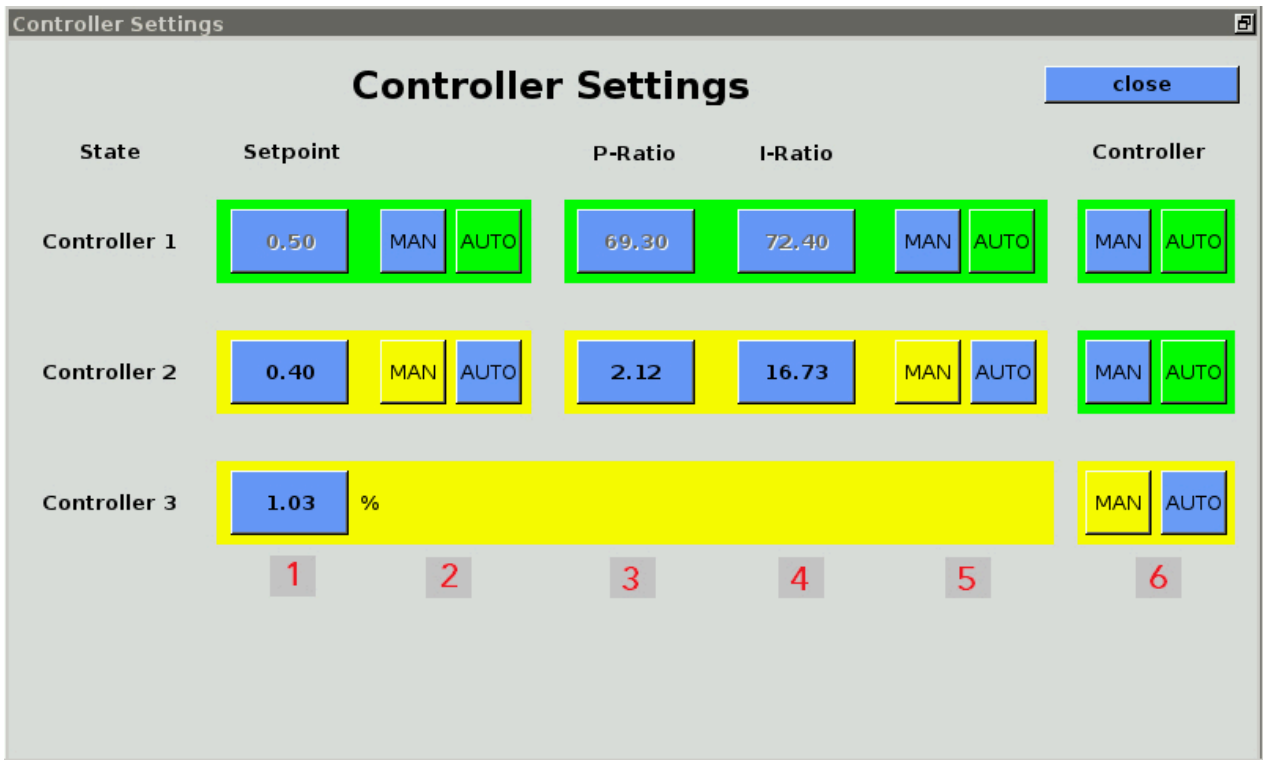 Controller Settings
Controller Settings
close
State Setpoint P-Ratio I-Ratio Controller
Controller 1 0.50 MAN AUTO 69.30 72.40 MAN AUTO MAN AUTO
Controller 2 0.40 MAN AUTO 2.12 16.73 MAN AUTO MAN AUTO
Controller 3 1.03 % MAN AUTO
1 2 3 4 5 6